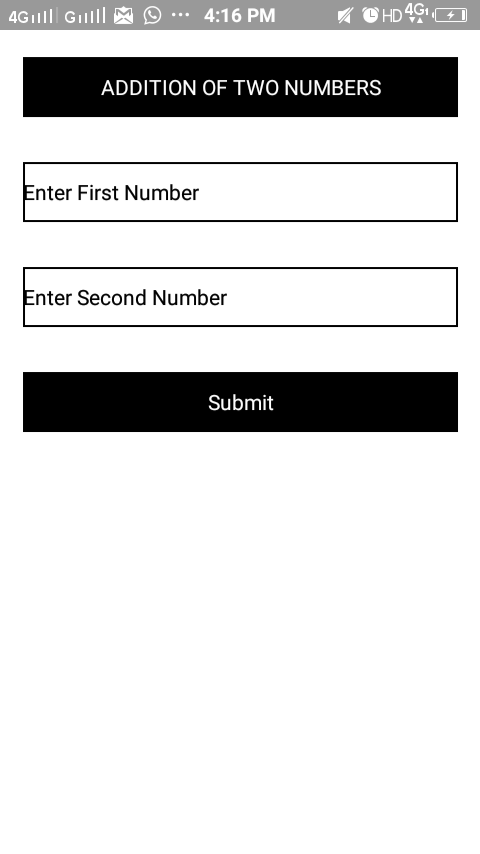 4G G 4:16 PM HD 4G
ADDITION OF TWO NUMBERS
Enter First Number
Enter Second Number
Submit